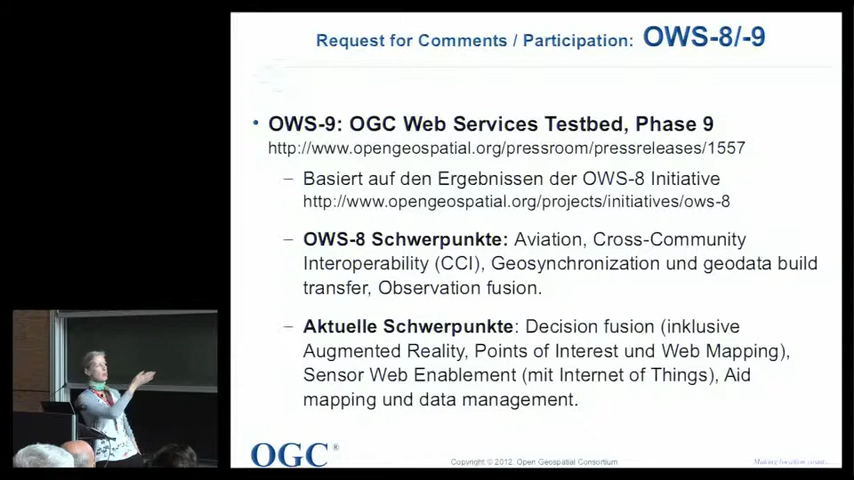 Request for Comments / Participation: OWS-8/-9
• OWS-9: OGC Web Services Testbed, Phase 9
http://www.opengeospatial.org/pressroom/pressreleases/1557
– Basiert auf den Ergebnissen der OWS-8 Initiative
http://www.opengeospatial.org/projects/initiatives/ows-8
– OWS-8 Schwerpunkte: Aviation, Cross-Community
Interoperability (CCI), Geosynchronization und geodata build
transfer, Observation fusion.
– Aktuelle Schwerpunkte: Decision fusion (inklusive
Augmented Reality, Points of Interest und Web Mapping),
Sensor Web Enablement (mit Internet of Things), Aid
mapping und data management.
OGC®
Copyright © 2012. Open Geospatial Consortium
Making location count...